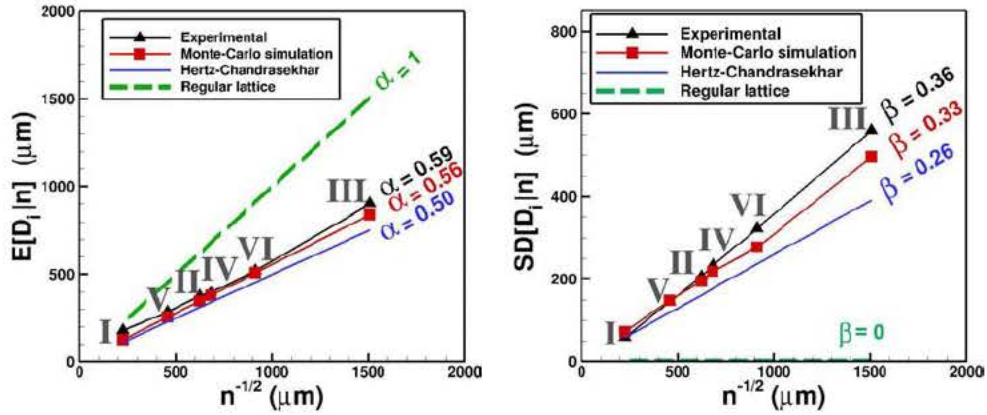 2000
1500
1000
500
0
E[D_i|n] (μm)
Experimental
Monte-Carlo simulation
Hertz-Chandrasekhar
Regular lattice
α = 1
α = 0.59
α = 0.56
α = 0.50
I
V
II
IV
VI
III
0 500 1000 1500 2000
n^-1/2 (μm)
800
600
400
200
0
SD[D_i|n] (μm)
Experimental
Monte-Carlo simulation
Hertz-Chandrasekhar
Regular lattice
β = 0.36
β = 0.33
β = 0.26
β = 0
I
V
II
IV
VI
III
0 500 1000 1500 2000
n^-1/2 (μm)